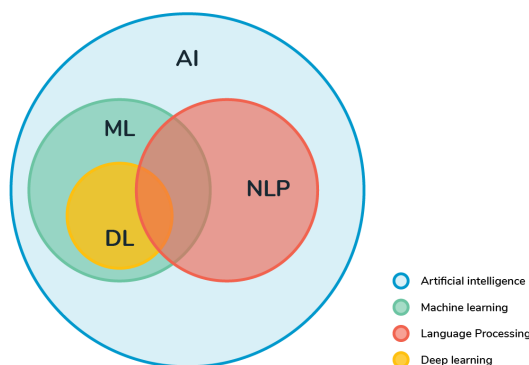 AI
ML
NLP
DL
Artificial intelligence
Machine learning
Language Processing
Deep learning